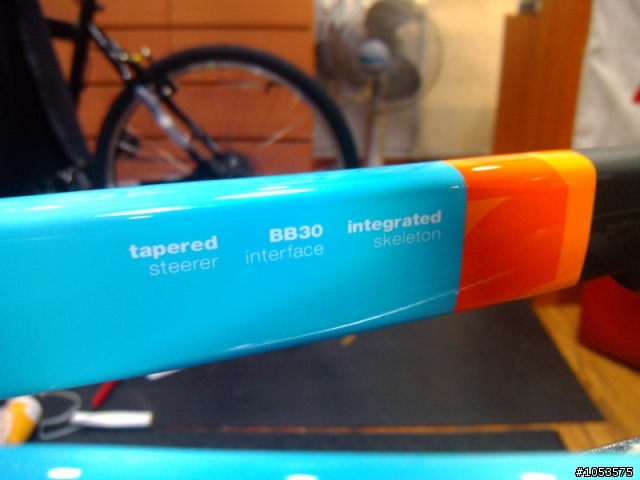 tapered
steerer
BB30
interface
integrated
skeleton
#1053575